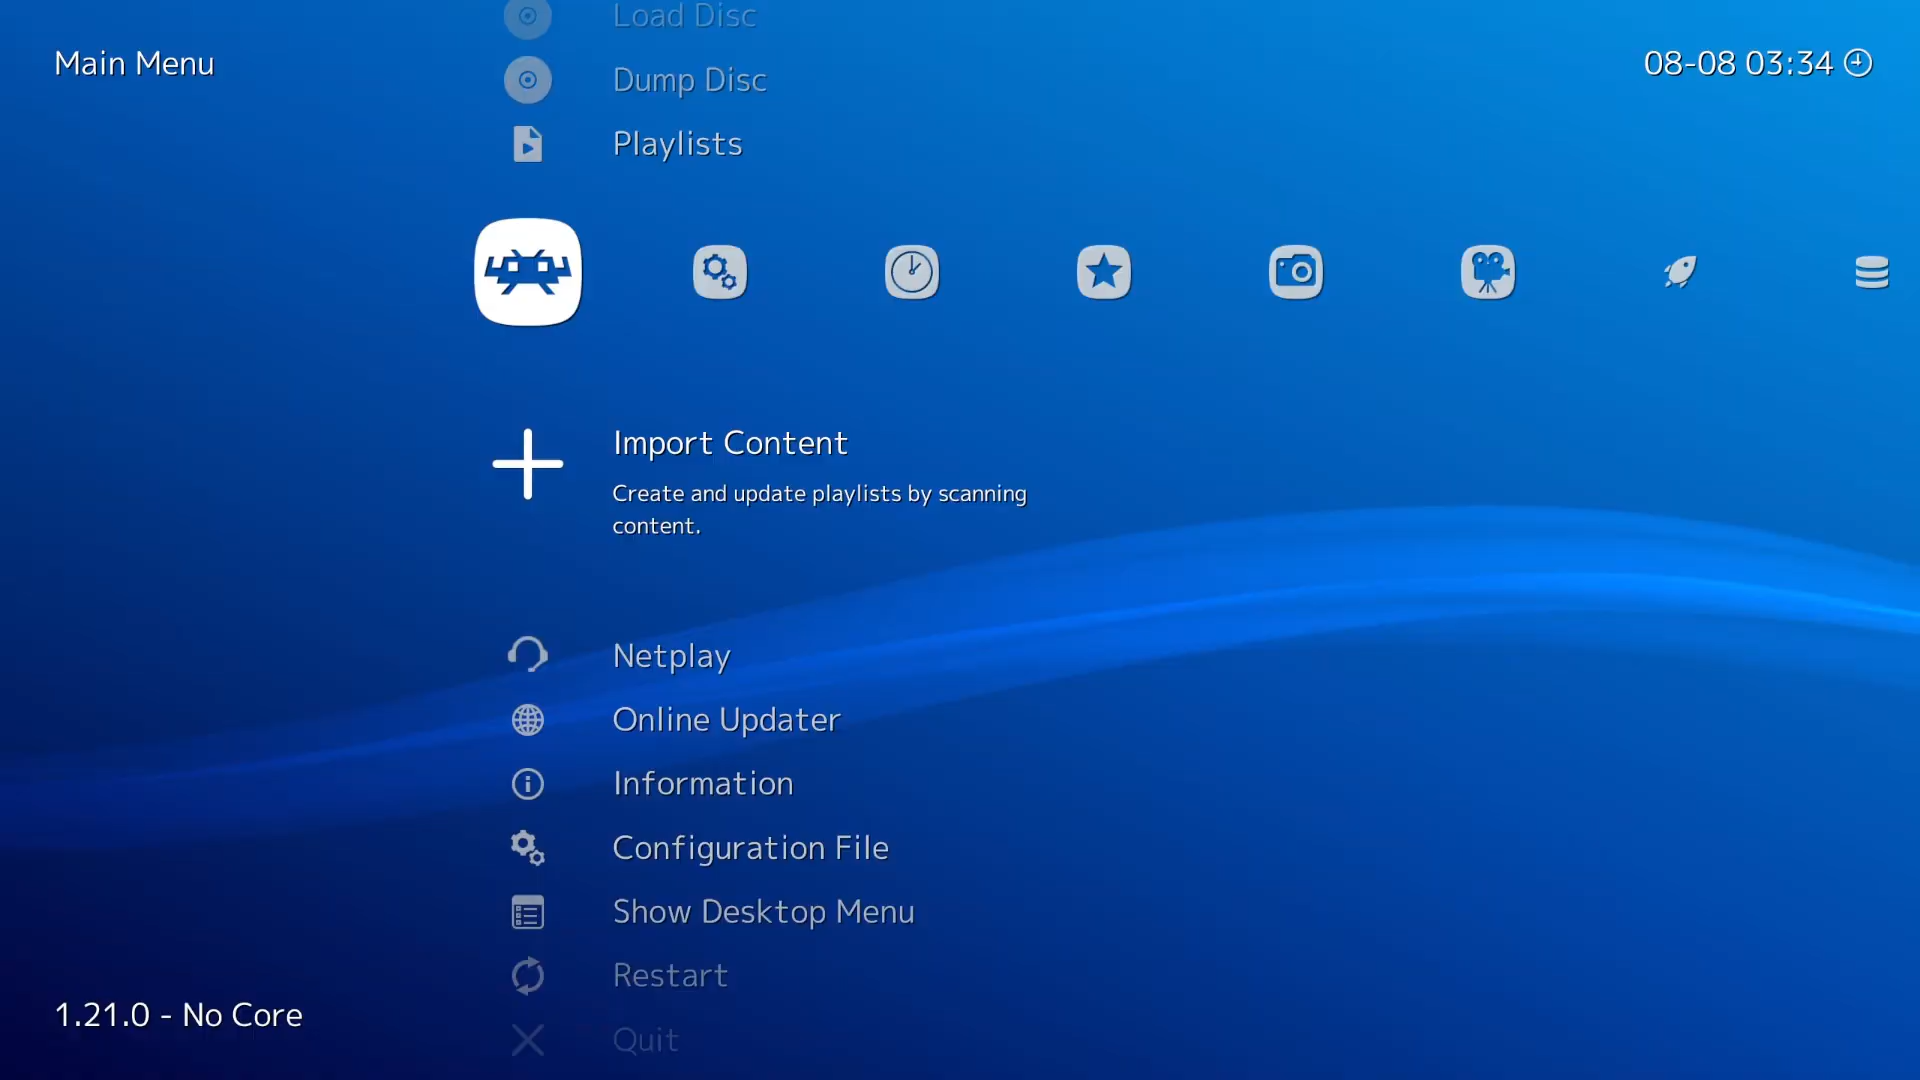 Load Disc
Main Menu
08-08 03:34
Dump Disc
Playlists
Import Content
Create and update playlists by scanning
content.
Netplay
Online Updater
Information
Configuration File
Show Desktop Menu
Restart
1.21.0 - No Core
Quit